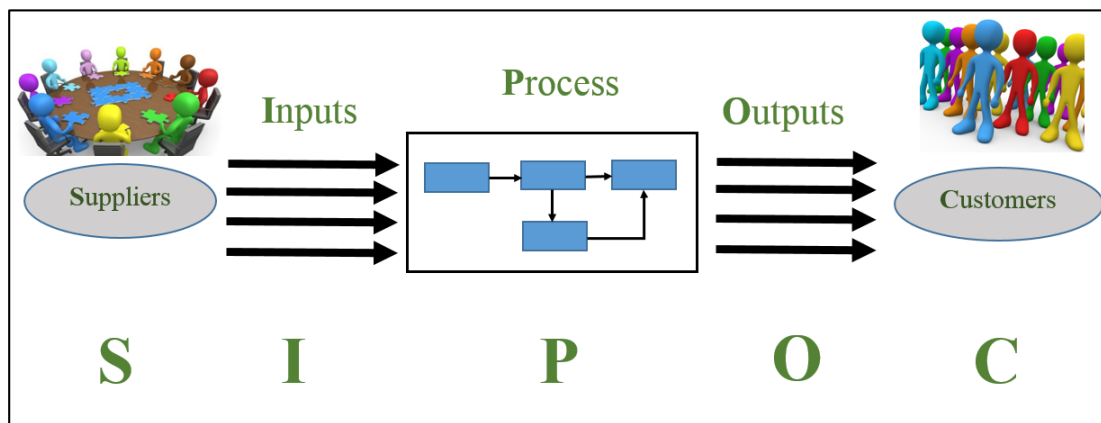 Suppliers
Inputs
Process
Outputs
Customers
S I P O C